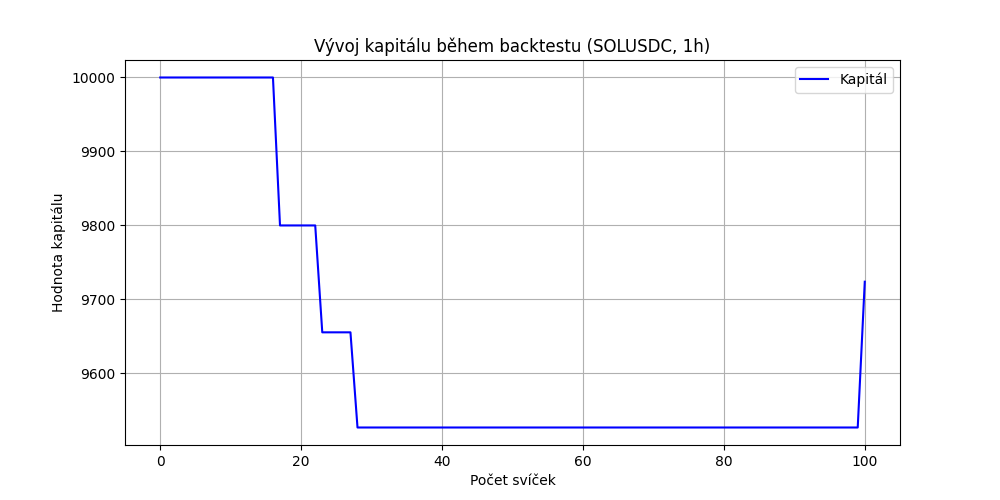 Vývoj kapitálu během backtestu (SOLUSDC, 1h)
Kapitál
Hodnota kapitálu
10000
9900
9800
9700
9600
0 20 40 60 80 100
Počet svíček